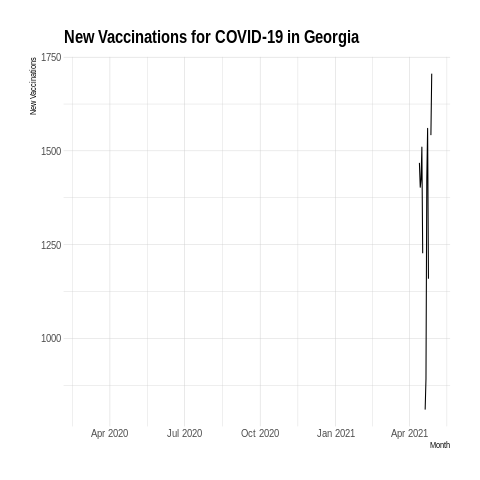 New Vaccinations for COVID-19 in Georgia
New Vaccinations
1750
1500
1250
1000
Apr 2020
Jul 2020
Oct 2020
Jan 2021
Apr 2021
Month